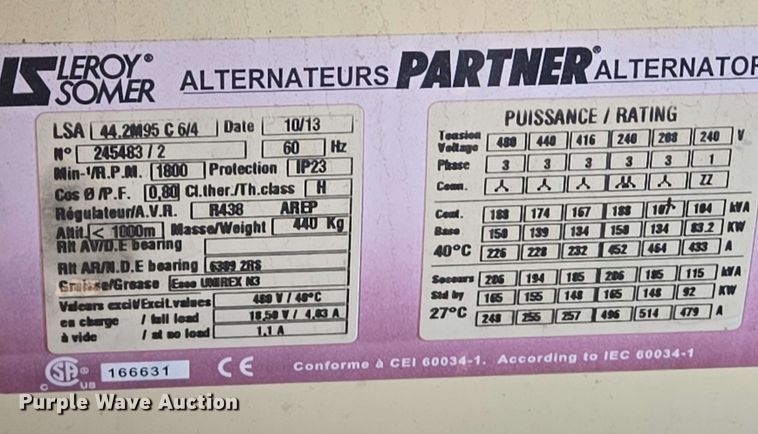 LEROY® SOMER ALTERNATEURS PARTNER® ALTERNATOR
LSA 44.2M95 C 6/4 Date 10/13
N° 245483 / 2 60 Hz
Min-¹/R.P.M. 1800 Protection IP23
Cos Ø /P.F. 0,80 Cl.ther./Th.class H
Régulateur/A.V.R. R438 AREP
Altit. < 1000m Masse/Weight 440 Kg
Rlt AV/D.E bearing
Rlt AR/N.D.E bearing 6309 2RS
Graisse/Grease Esso UNIREX N3
Valeurs excit/Excit.values 480 V / 40°C
en charge / full load 18,50 V / 4,03 A
à vide / at no load 1,1 A
166631
C US
CE
PUISSANCE / RATING
Tension
Voltage 480 440 416 240 208 240 V
Phase 3 3 3 3 3 1
Conn. ZZ
Cont. 188 174 167 188 167 104 kVA
Base 150 139 134 150 134 83.2 KW
40°C 226 228 232 452 464 433 A
Secours 206 194 185 206 185 115 kVA
Std by 165 155 148 165 148 92 KW
27°C 248 255 257 496 514 479 A
Conforme à CEI 60034-1. According to IEC 60034-1
Purple Wave Auction